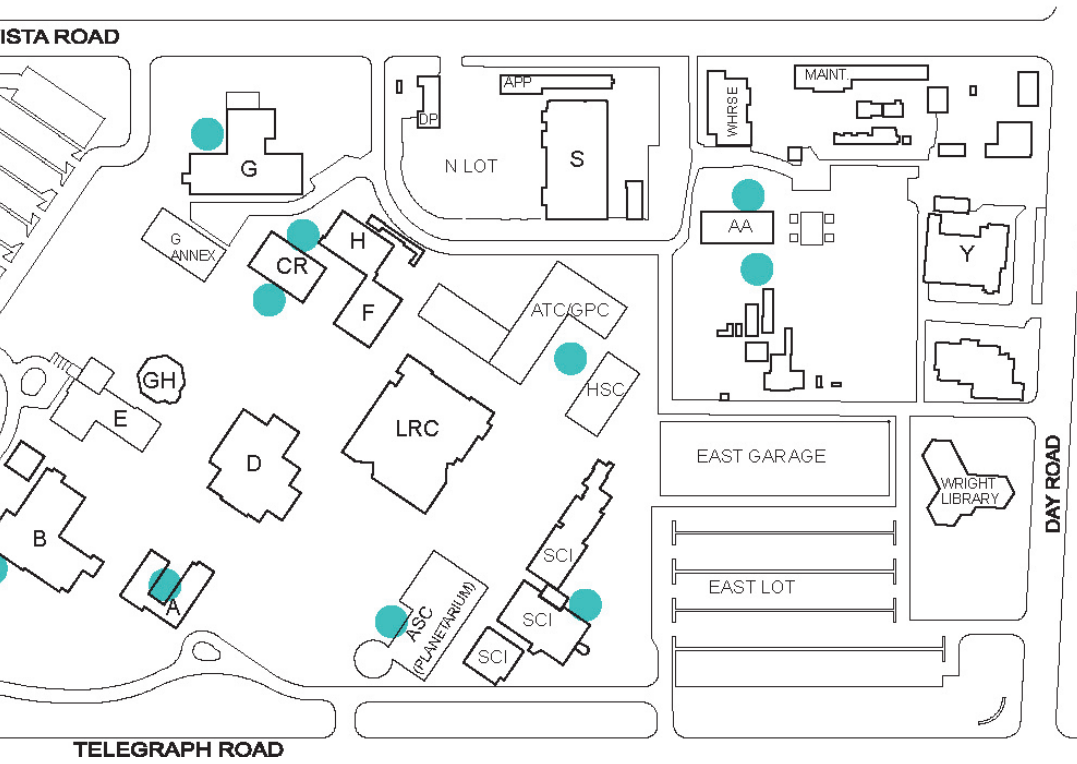 ISTA ROAD
MAINT.
APP
WHRSE
DP
S
N LOT
G
AA
G
ANNEX
H
CR
Y
F
ATC/GPC
GH
HSC
E
LRC
EAST GARAGE
D
WRIGHT
LIBRARY
DAY ROAD
B
SCI
EAST LOT
A
SCI
ASC
(PLANETARIUM)
SCI
TELEGRAPH ROAD